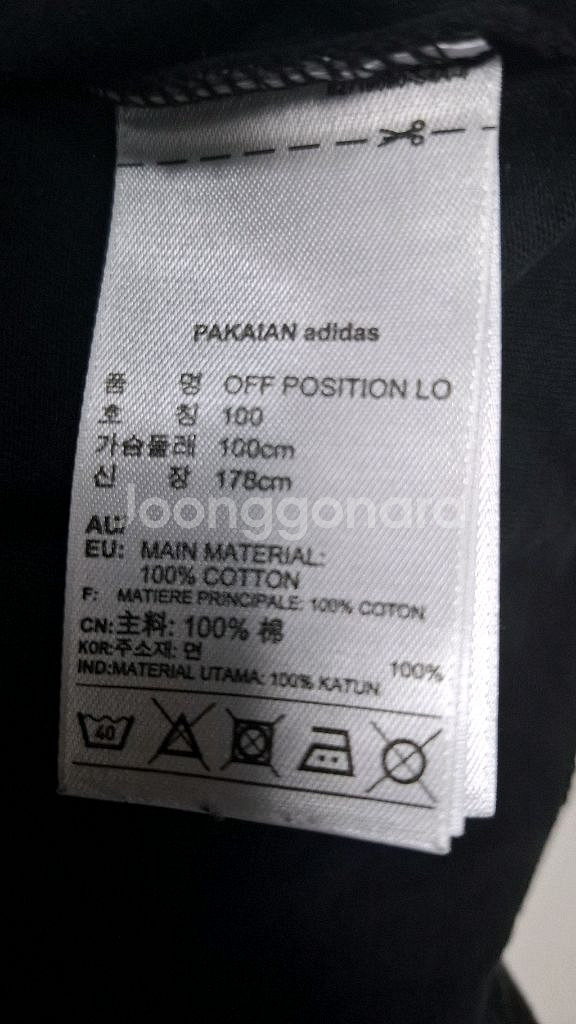 PAKAIAN adidas
품 명 OFF POSITION LO
호 칭 100
가슴둘레 100cm
신 장 178cm
Joonggonara
AU/
EU: MAIN MATERIAL:
100% COTTON
F: MATIERE PRINCIPALE: 100% COTON
CN:主料: 100% 棉
KOR:주소재: 면 100%
IND:MATERIAL UTAMA: 100% KATUN
40